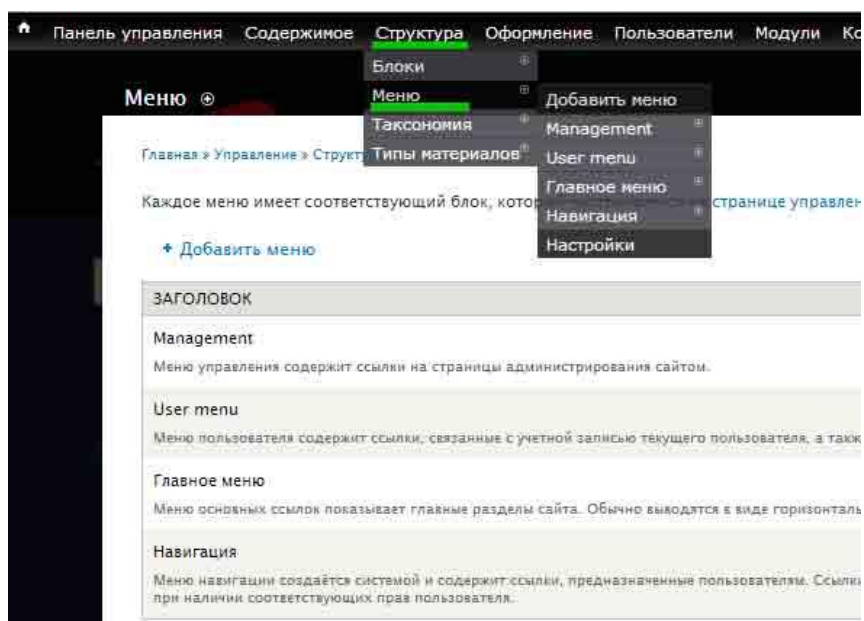 Панель управления Содержимое Структура Оформление Пользователи Модули Ко
Блоки
Меню
Меню
Добавить меню
Таксономия
Management
Главная » Управление » Структ
Типы материалов
User menu
Главное меню
Каждое меню имеет соответствующий блок, котор странице управлен
Навигация
+ Добавить меню
Настройки
ЗАГОЛОВОК
Management
Меню управления содержит ссылки на страницы администрирования сайтом.
User menu
Меню пользователя содержит ссылки, связанные с учетной записью текущего пользователя, а такж
Главное меню
Меню основных ссылок показывает главные разделы сайта. Обычно выводятся в виде горизонталь
Навигация
Меню навигации создаётся системой и содержит ссылки, предназначенные пользователям. Ссылки
при наличии соответствующих прав пользователя.